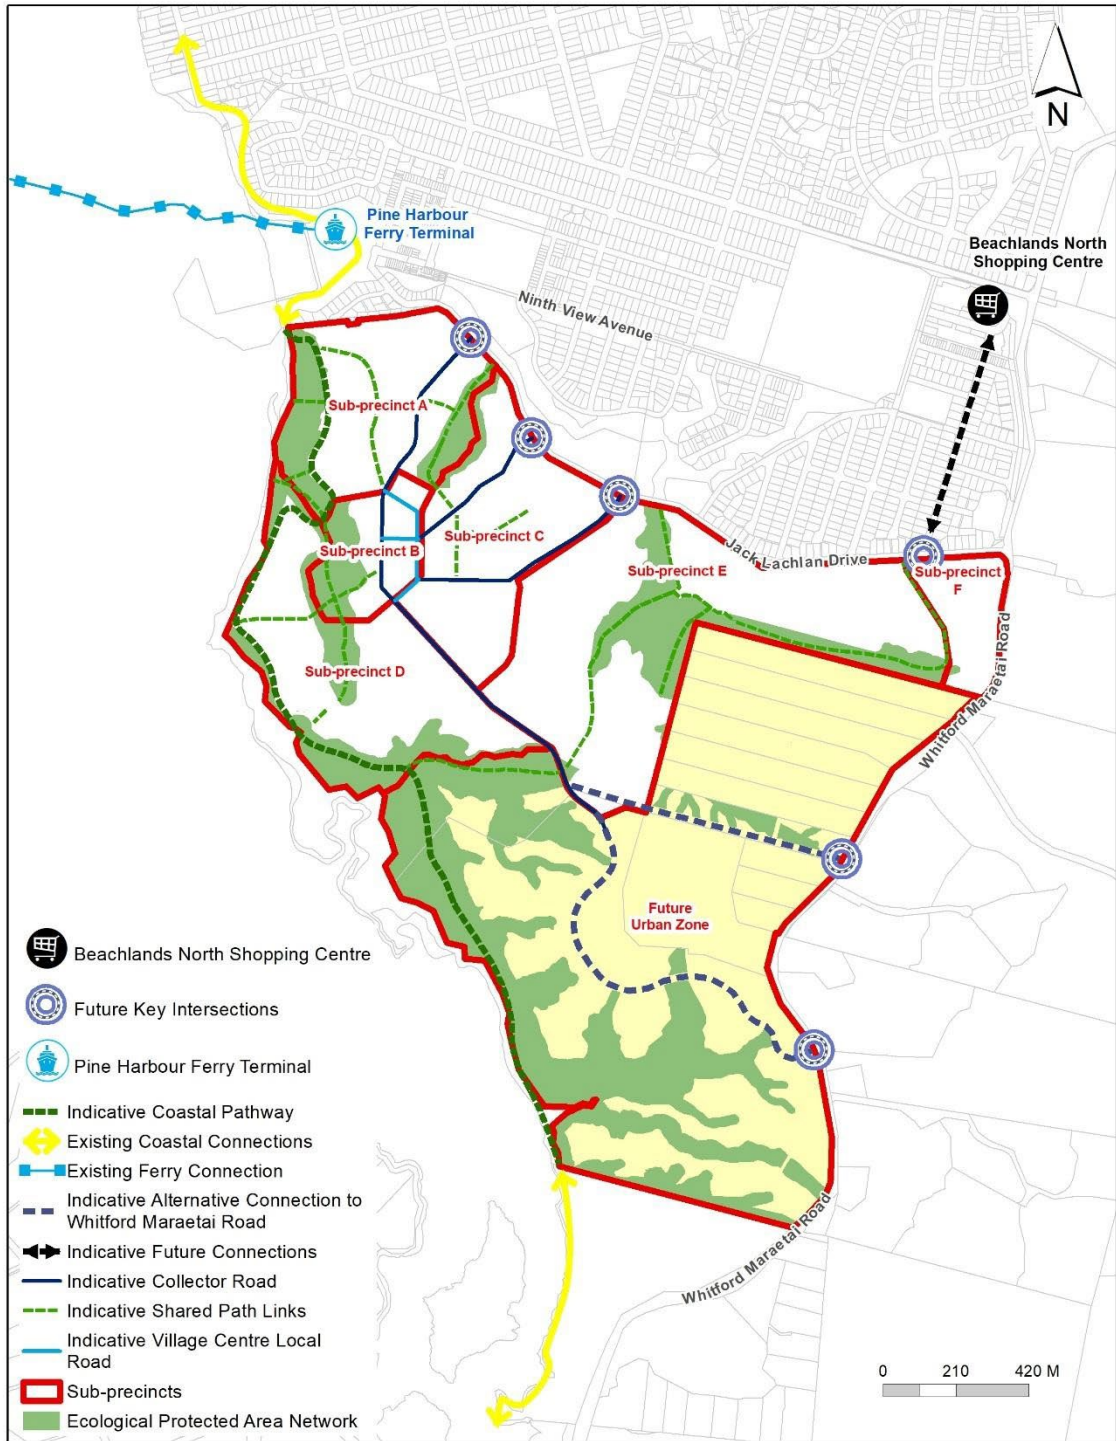 N
Pine Harbour
Ferry Terminal
Beachlands North
Shopping Centre
Ninth View Avenue
Sub-precinct A
Sub-precinct B
Sub-precinct C
Jack Lachlan Drive
Sub-precinct E
Sub-precinct
F
Sub-precinct D
Whitford Maraetai Road
Future
Urban Zone
Whitford Maraetai Road
Beachlands North Shopping Centre
Future Key Intersections
Pine Harbour Ferry Terminal
Indicative Coastal Pathway
Existing Coastal Connections
Existing Ferry Connection
Indicative Alternative Connection to
Whitford Maraetai Road
Indicative Future Connections
Indicative Collector Road
Indicative Shared Path Links
Indicative Village Centre Local
Road
Sub-precincts
Ecological Protected Area Network
0 210 420 M